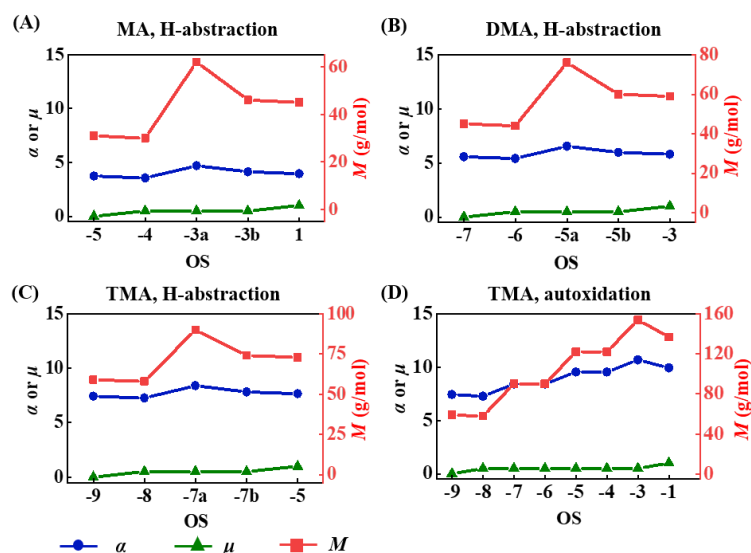 (A) MA, H-abstraction
15
10
5
0
α or μ
60
40
20
0
M (g/mol)
-5 -4 -3a -3b 1
OS
(B) DMA, H-abstraction
15
10
5
0
α or μ
80
60
40
20
0
M (g/mol)
-7 -6 -5a -5b -3
OS
(C) TMA, H-abstraction
15
10
5
0
α or μ
100
75
50
25
0
M (g/mol)
-9 -8 -7a -7b -5
OS
(D) TMA, autoxidation
15
10
5
0
α or μ
160
120
80
40
0
M (g/mol)
-9 -8 -7 -6 -5 -4 -3 -1
OS
α μ M